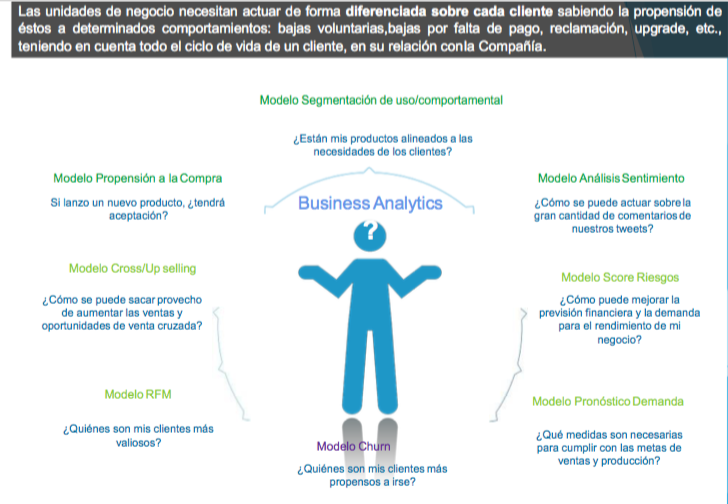 Las unidades de negocio necesitan actuar de forma diferenciada sobre cada cliente sabiendo la propensión de
éstos a determinados comportamientos: bajas voluntarias,bajas por falta de pago, reclamación, upgrade, etc.,
teniendo en cuenta todo el ciclo de vida de un cliente, en su relación conla Compañía.
Modelo Segmentación de uso/comportamental
¿Están mis productos alineados a las
necesidades de los clientes?
Modelo Propensión a la Compra
Si lanzo un nuevo producto, ¿tendrá
aceptación?
Business Analytics
?
Modelo Análisis Sentimiento
¿Cómo se puede actuar sobre la
gran cantidad de comentarios de
nuestros tweets?
Modelo Cross/Up selling
¿Cómo se puede sacar provecho
de aumentar las ventas y
oportunidades de venta cruzada?
Modelo Score Riesgos
¿Cómo puede mejorar la
previsión financiera y la demanda
para el rendimiento de mi
negocio?
Modelo RFM
¿Quiénes son mis clientes más
valiosos?
Modelo Churn
¿Quiénes son mis clientes más
propensos a irse?
Modelo Pronóstico Demanda
¿Qué medidas son necesarias
para cumplir con las metas de
ventas y producción?